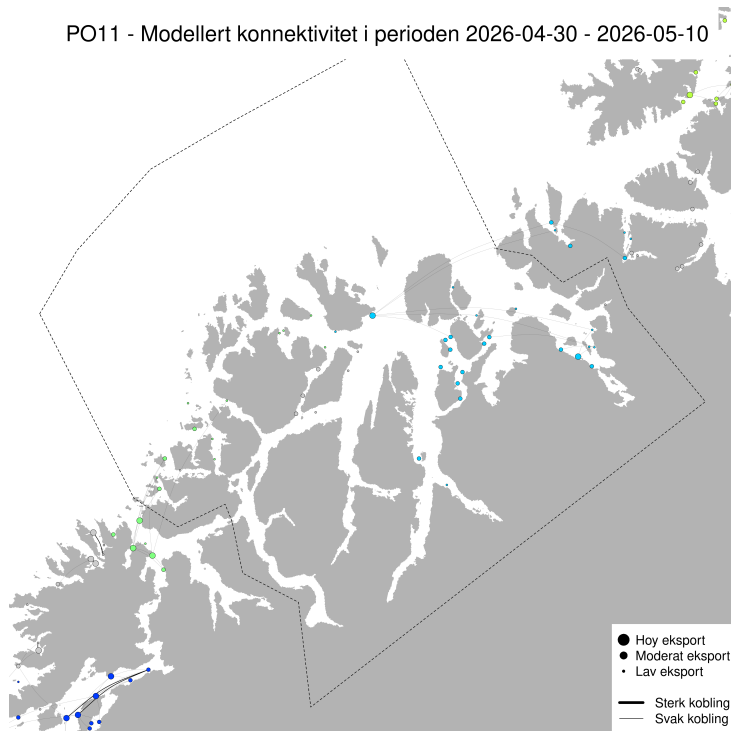 PO11 - Modellert konnektivitet i perioden 2026-04-30 - 2026-05-10
Hoy eksport
Moderat eksport
Lav eksport
Sterk kobling
Svak kobling